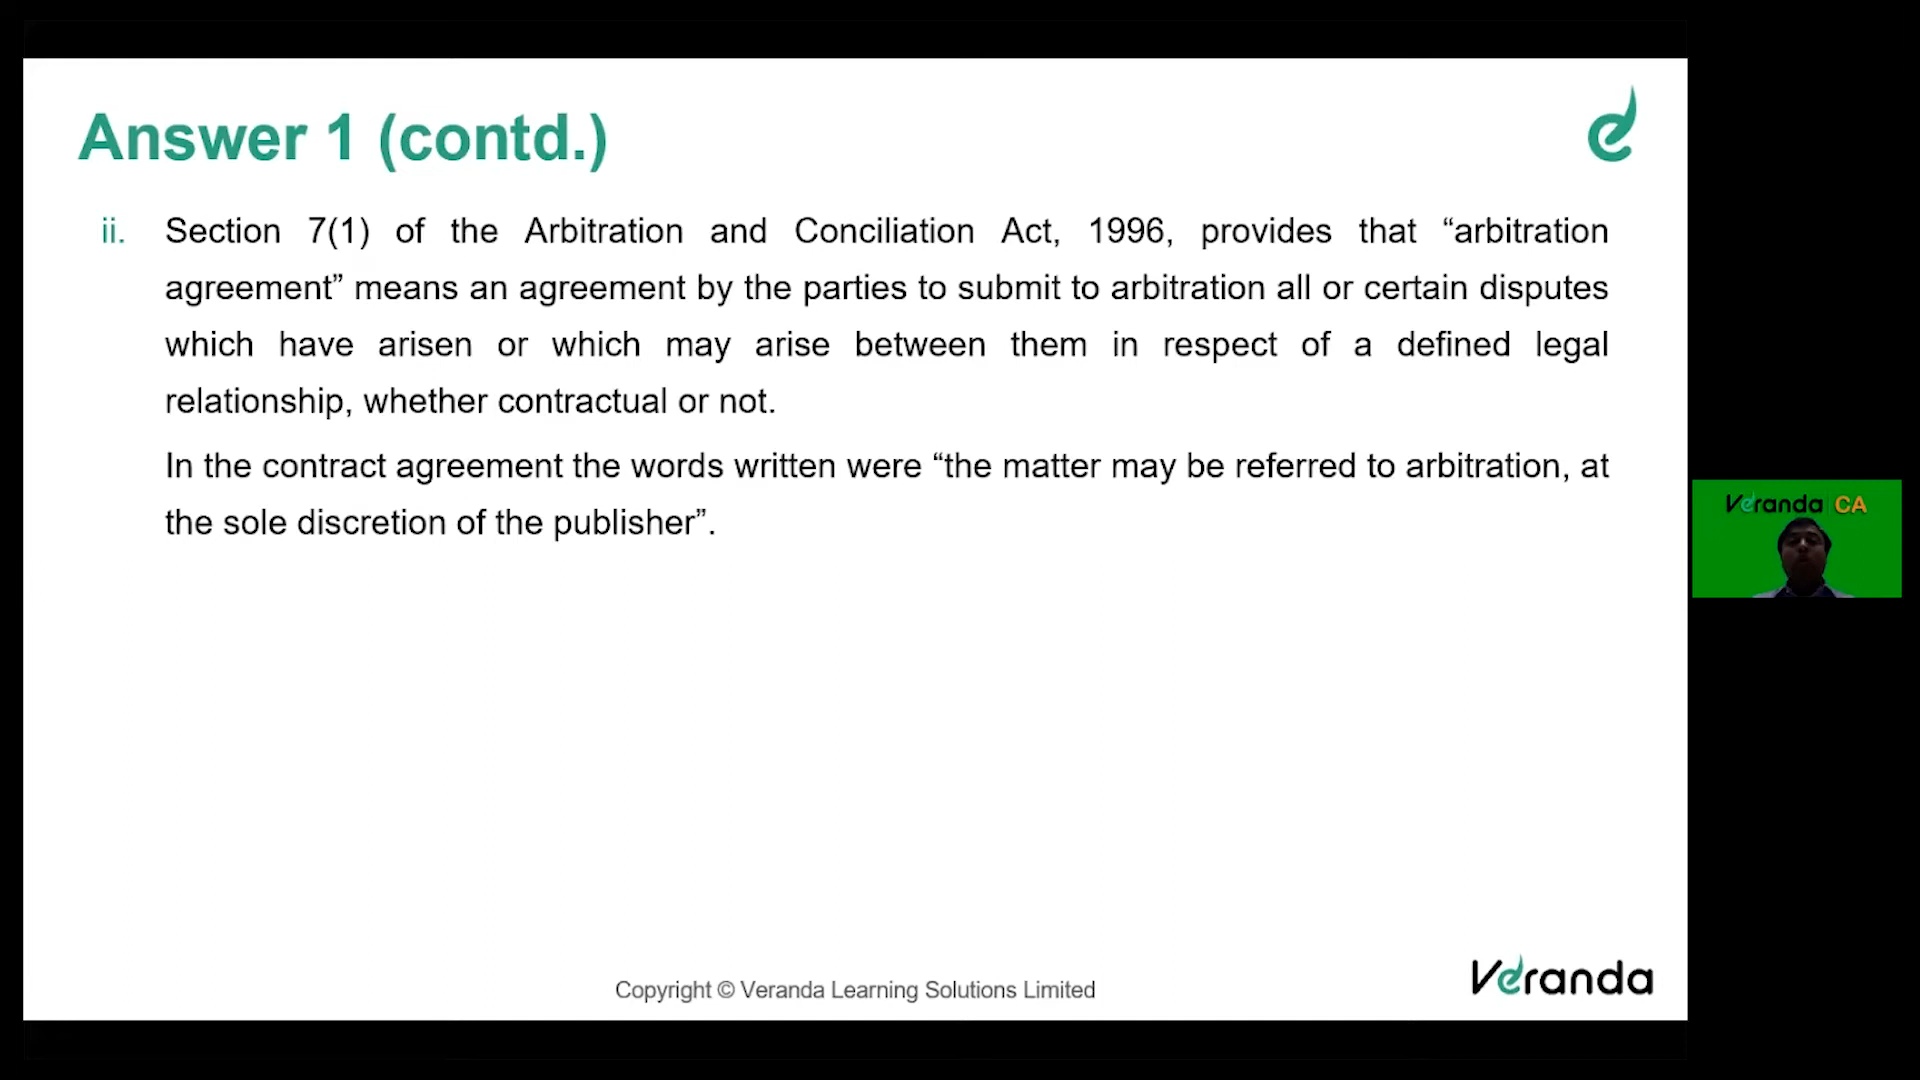 Answer 1 (contd.)
ii. Section 7(1) of the Arbitration and Conciliation Act, 1996, provides that “arbitration
agreement” means an agreement by the parties to submit to arbitration all or certain disputes
which have arisen or which may arise between them in respect of a defined legal
relationship, whether contractual or not.
In the contract agreement the words written were “the matter may be referred to arbitration, at
the sole discretion of the publisher”.
Veranda CA
Copyright © Veranda Learning Solutions Limited
Veranda